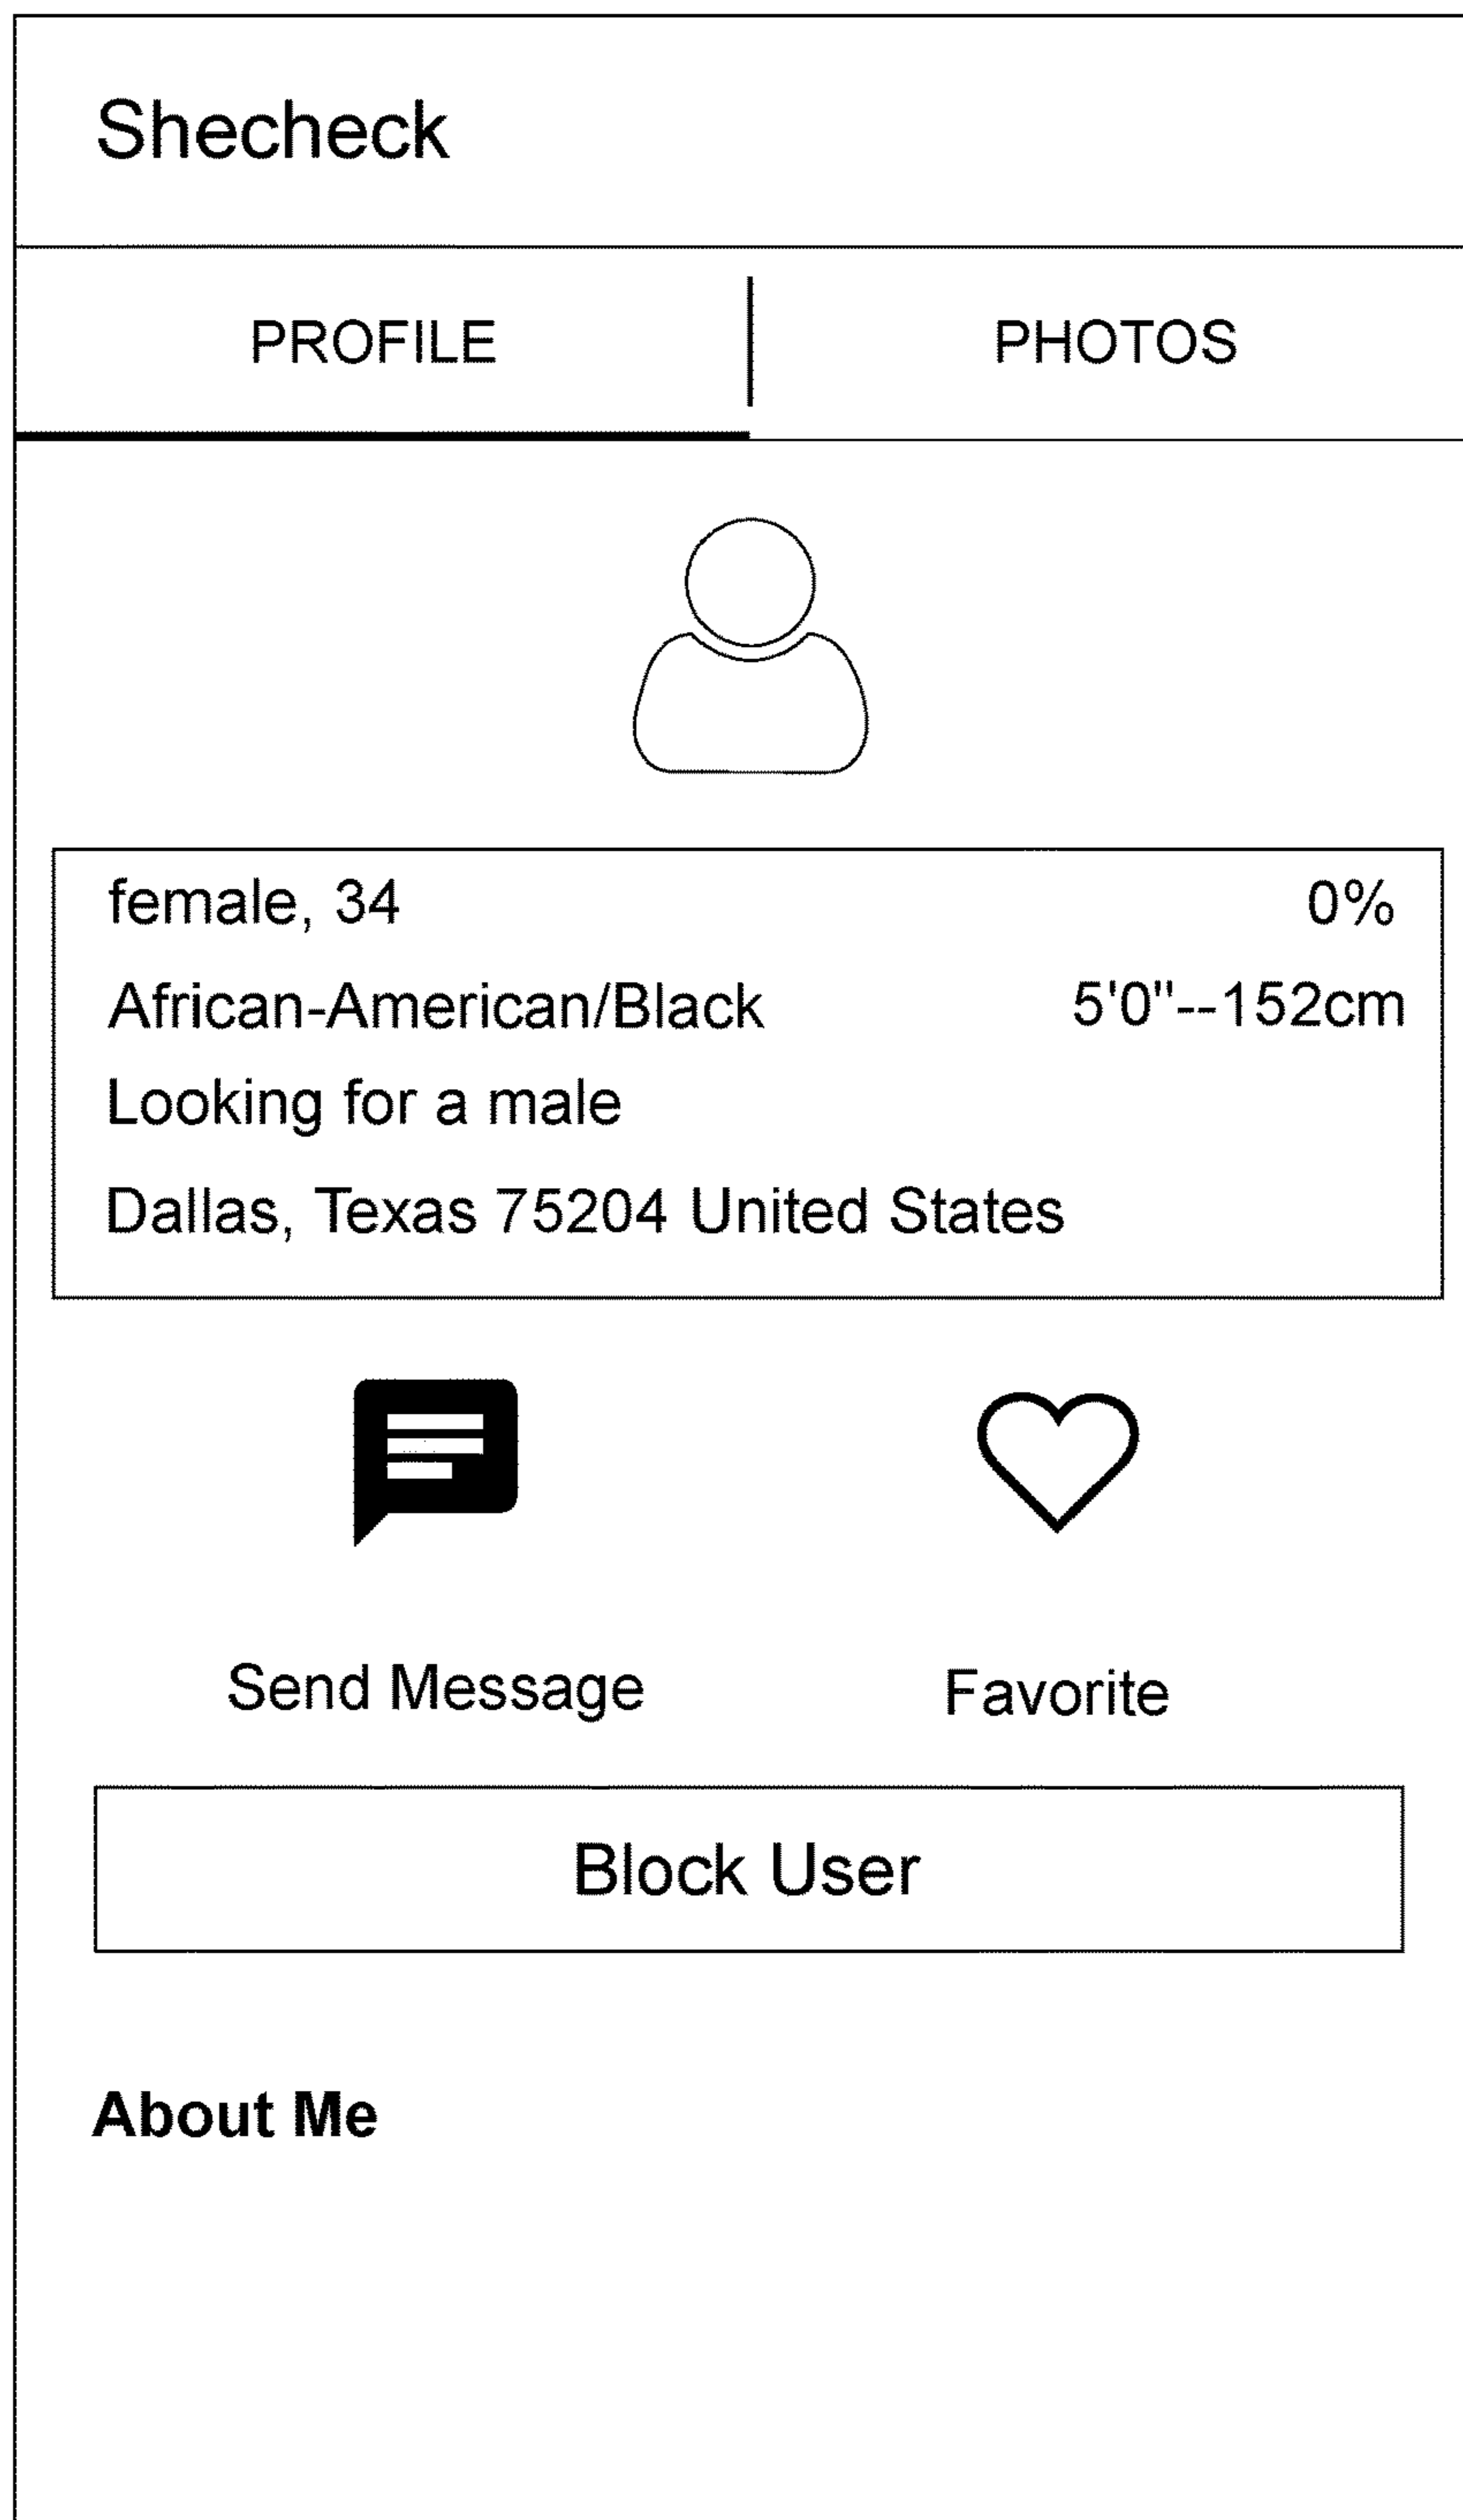 Shecheck
PROFILE PHOTOS
female, 34 0%
African-American/Black 5'0"--152cm
Looking for a male
Dallas, Texas 75204 United States
Send Message Favorite
Block User
About Me